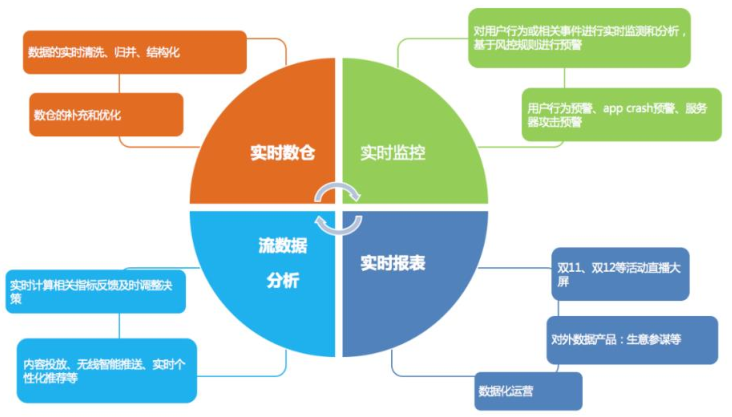 数据的实时清洗、归并、结构化
数仓的补充和优化
实时数仓
对用户行为或相关事件进行实时监测和分析，
基于风控规则进行预警
用户行为预警、app crash预警、服务
器攻击预警
实时监控
流数据
分析
实时计算相关指标反馈及时调整决
策
内容投放、无线智能推送、实时个
性化推荐等
实时报表
双11、双12等活动直播大
屏
对外数据产品：生意参谋等
数据化运营